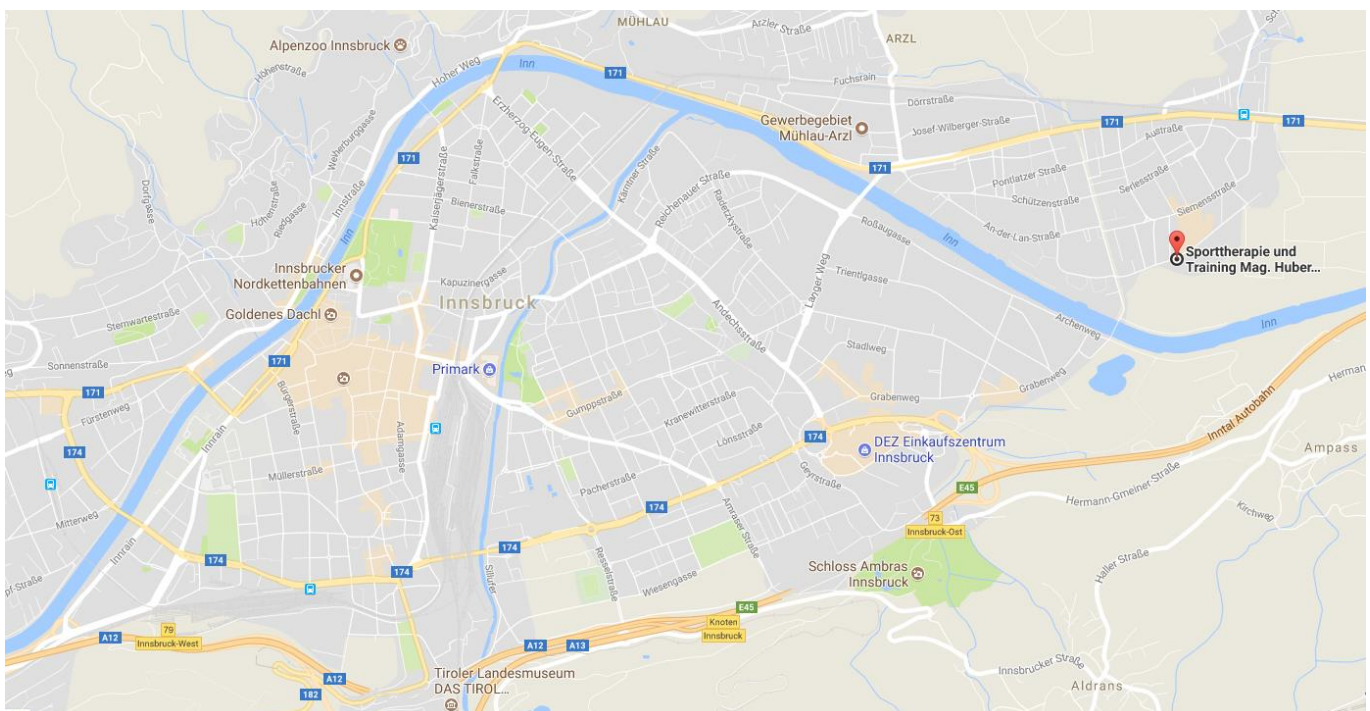 MÜHLAU
Arzler Straße
ARZL
Alpenzoo Innsbruck
Höhenstraße
Hoher Weg
Inn
171
Fuchsrain
Dörrstraße
Erzherzog-Eugen-Straße
Gewerbegebiet
Mühlau-Arzl
Josef-Wilberger-Straße
171
171
Austraße
Weiherburggasse
171
Falkstraße
Kaiserjägerstraße
Kärntner Straße
171
Pontlatzer Straße
Serlesstraße
Siemensstraße
Dorfgasse
Innstraße
Reichenauer Straße
Radetzkystraße
Schützenstraße
Höhenstraße
Riedgasse
Bienerstraße
Roßaugasse
An-der-Lan-Straße
Inn
Inn
Sporttherapie und
Training Mag. Huber...
Innsbrucker
Nordkettenbahnen
Kapuzinergasse
Langer Weg
Trientlgasse
Innsbruck
Goldenes Dachl
Andechsstraße
Archenweg
Inn
Sternwartestraße
Stadlweg
Sonnenstraße
171
Primark
Grabenweg
Hermann
171
Bürgerstraße
Gumppstraße
Grabenweg
Inntal Autobahn
Fürstenweg
Innrain
Adamgasse
Kranewitterstraße
Lönsstraße
174
DEZ Einkaufszentrum
Innsbruck
Ampass
174
Müllerstraße
Pacherstraße
Geyrstraße
E45
Hermann-Gmeiner-Straße
Mitterweg
174
Amraser Straße
73
Innsbruck-Ost
Kirchweg
Innrain
174
174
174
Resselstraße
Wiesengasse
Schloss Ambras
Innsbruck
Haller Straße
Sillufer
E45
79
Innsbruck-West
A12
A12
A13
Knoten
Innsbruck
Innsbrucker Straße
A12
182
Tiroler Landesmuseum
DAS TIROL...
Aldrans